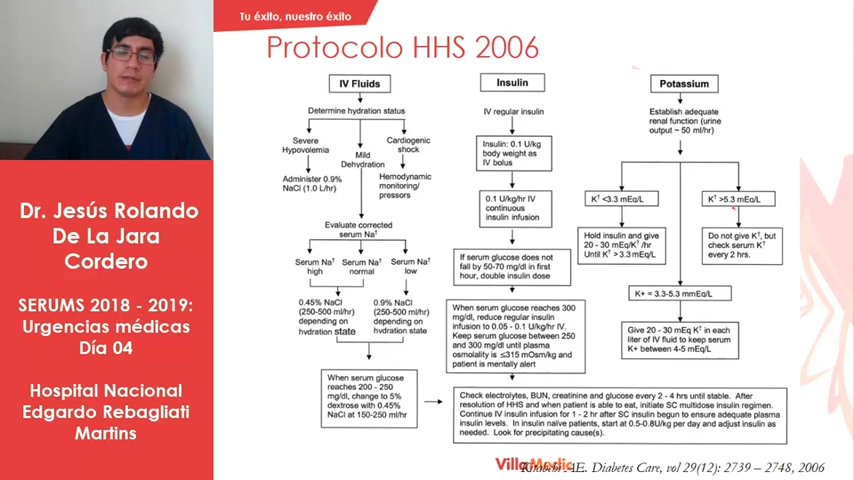 Tu éxito, nuestro éxito
Protocolo HHS 2006
Dr. Jesús Rolando
De La Jara
Cordero
SERUMS 2018 - 2019:
Urgencias médicas
Día 04
Hospital Nacional
Edgardo Rebagliati
Martins
IV Fluids
Determine hydration status
Severe
Hypovolemia
Mild
Dehydration
Cardiogenic
shock
Administer 0.9%
NaCl (1.0 L/hr)
Hemodynamic
monitoring/
pressors
Evaluate corrected
serum Na†
Serum Na†
high
Serum Na†
normal
Serum Na†
low
0.45% NaCl
(250-500 ml/hr)
depending on
hydration state
0.9% NaCl
(250-500 ml/hr)
depending on
hydration state
When serum glucose
reaches 200 - 250
mg/dl, change to 5%
dextrose with 0.45%
NaCl at 150-250 ml/hr
Insulin
IV regular insulin
Insulin: 0.1 U/kg
body weight as
IV bolus
0.1 U/kg/hr IV
continuous
insulin infusion
If serum glucose does not
fall by 50-70 mg/dl in first
hour, double insulin dose
When serum glucose reaches 300
mg/dl, reduce regular insulin
infusion to 0.05 - 0.1 U/kg/hr IV.
Keep serum glucose between 250
and 300 mg/dl until plasma
osmolality is ≤315 mOsm/kg and
patient is mentally alert
Potassium
Establish adequate
renal function (urine
output ~ 50 ml/hr)
K† <3.3 mEq/L
K† >5.3 mEq/L
Hold insulin and give
20 - 30 mEq/K† /hr
Until K† > 3.3 mEq/L
Do not give K†, but
check serum K†
every 2 hrs.
K+ = 3.3-5.3 mmEq/L
Give 20 - 30 mEq K† in each
liter of IV fluid to keep serum
K+ between 4-5 mEq/L
Check electrolytes, BUN, creatinine and glucose every 2 - 4 hrs until stable. After
resolution of HHS and when patient is able to eat, initiate SC multidose insulin regimen.
Continue IV insulin infusion for 1 - 2 hr after SC insulin begun to ensure adequate plasma
insulin levels. In insulin naïve patients, start at 0.5-0.8U/kg per day and adjust insulin as
needed. Look for precipitating cause(s).
VillaMedic
Kitabchi AE. Diabetes Care, vol 29(12): 2739 – 2748, 2006